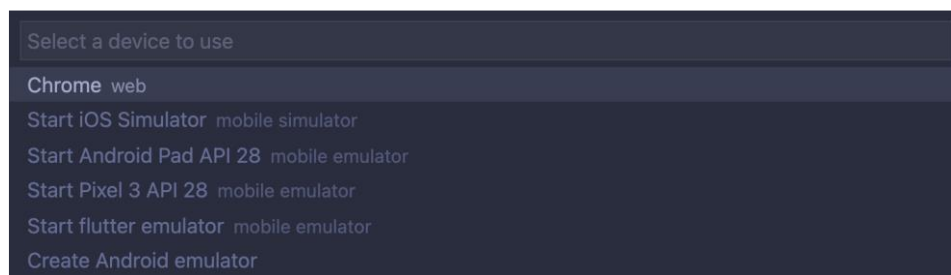 Select a device to use
Chrome web
Start iOS Simulator mobile simulator
Start Android Pad API 28 mobile emulator
Start Pixel 3 API 28 mobile emulator
Start flutter emulator mobile emulator
Create Android emulator